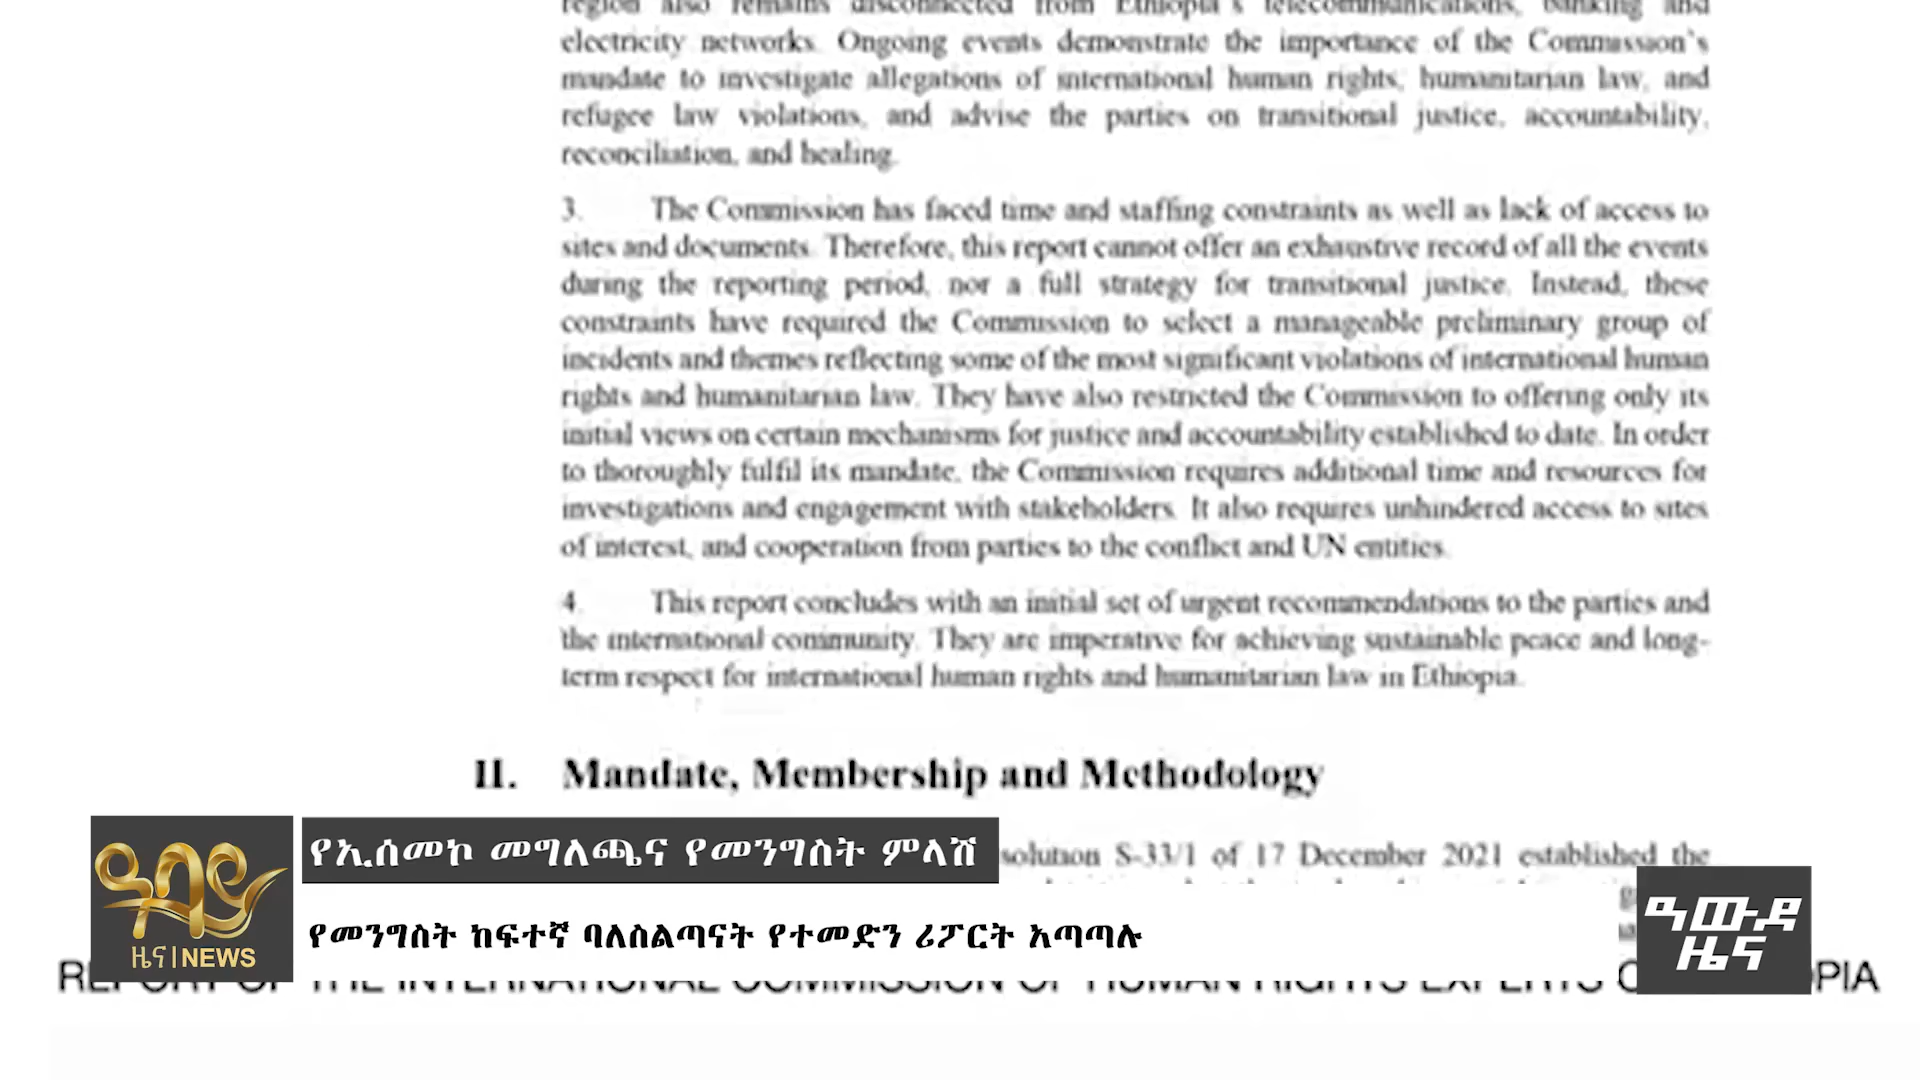 region also remains disconnected from Ethiopia's telecommunications, banking and
electricity networks. Ongoing events demonstrate the importance of the Commission's
mandate to investigate allegations of international human rights, humanitarian law, and
refugee law violations, and advise the parties on transitional justice, accountability,
reconciliation, and healing.
3. The Commission has faced time and staffing constraints as well as lack of access to
sites and documents. Therefore, this report cannot offer an exhaustive record of all the events
during the reporting period, nor a full strategy for transitional justice. Instead, these
constraints have required the Commission to select a manageable preliminary group of
incidents and themes reflecting some of the most significant violations of international human
rights and humanitarian law. They have also restricted the Commission to offering only its
initial views on certain mechanisms for justice and accountability established to date. In order
to thoroughly fulfil its mandate, the Commission requires additional time and resources for
investigations and engagement with stakeholders. It also requires unhindered access to sites
of interest, and cooperation from parties to the conflict and UN entities.
4. This report concludes with an initial set of urgent recommendations to the parties and
the international community. They are imperative for achieving sustainable peace and long-
term respect for international human rights and humanitarian law in Ethiopia.
II. Mandate, Membership and Methodology
solution S-33/1 of 17 December 2021 established the
የኢሰመኮ መግለጫና የመንግስት ምላሽ
የመንግስት ከፍተኛ ባለስልጣናት የተመድን ሪፖርት አጣጣሉ
ዓባይ
ዜና|NEWS
ዓውዳ
ዜና
REPORT OF THE INTERNATIONAL COMMISSION OF HUMAN RIGHTS EXPERTS O PIA